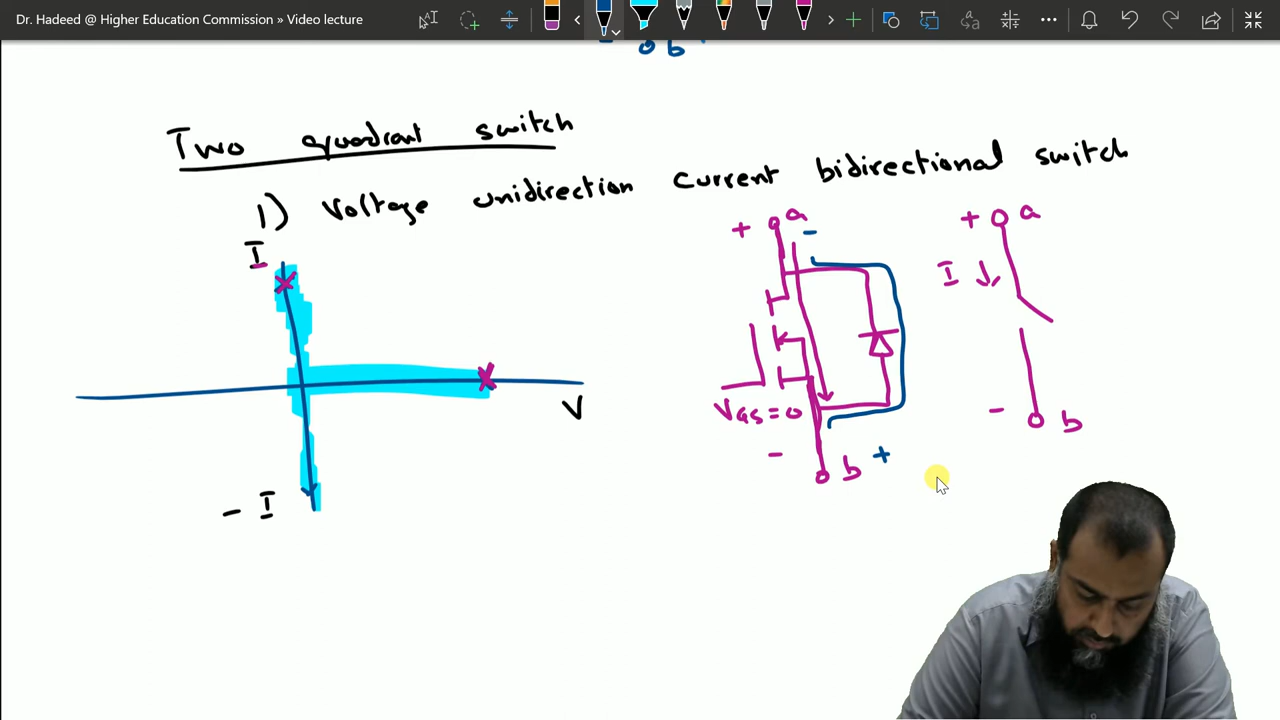 Dr. Hadeed @ Higher Education Commission » Video lecture
b
Two quadrant switch
1) Voltage unidirection current bidirectional switch
I
V
- I
+ a -
VGS = 0
- b +
+ a
I
- b